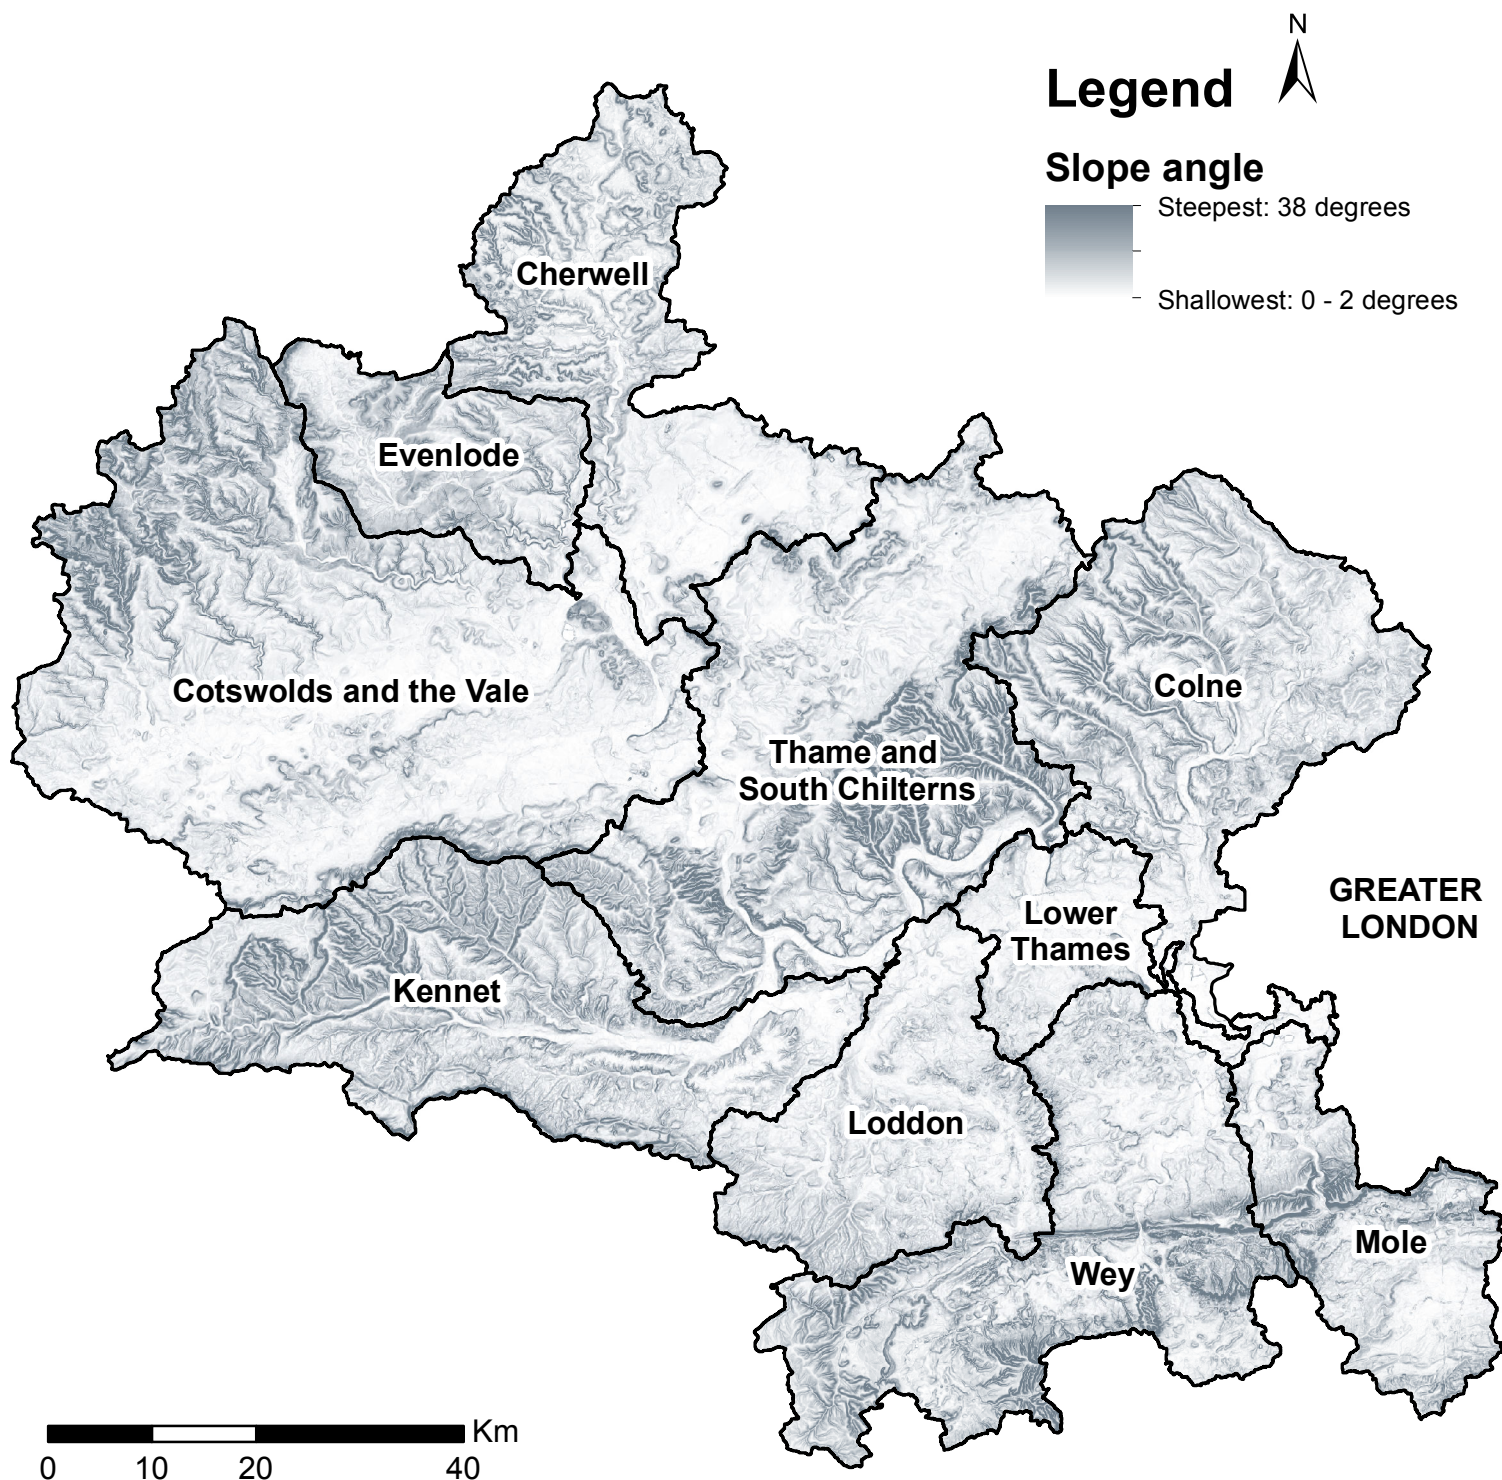 N
Legend
Slope angle
Steepest: 38 degrees
Shallowest: 0 - 2 degrees
Cherwell
Evenlode
Cotswolds and the Vale
Colne
Thame and
South Chilterns
GREATER
LONDON
Lower
Thames
Kennet
Loddon
Mole
Wey
Km
0 10 20 40